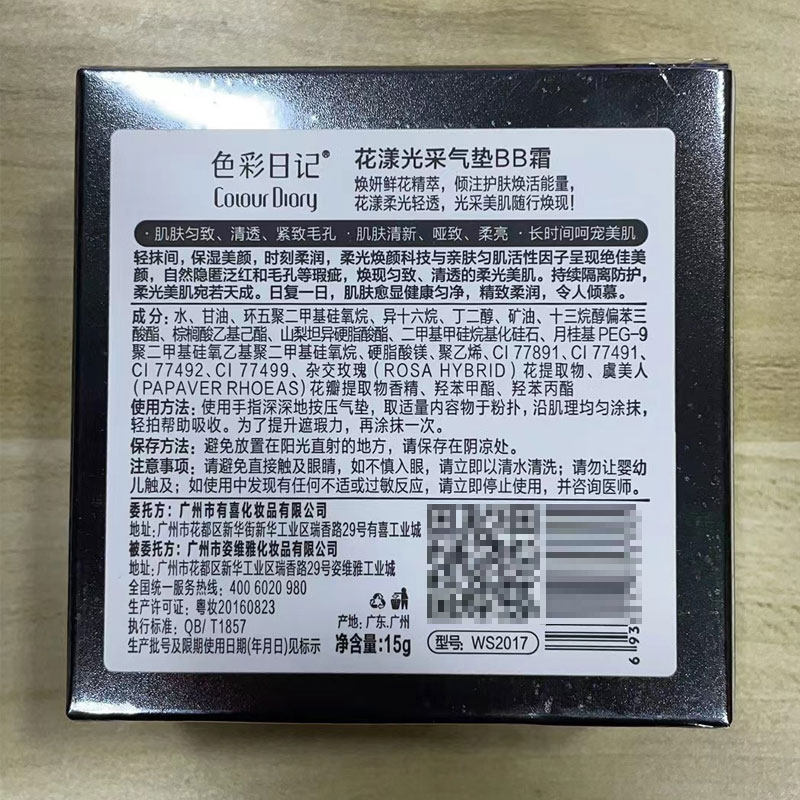 色彩日记®
Colour Diary
花漾光采气垫BB霜
焕妍鲜花精萃，倾注护肤焕活能量，
花漾柔光轻透，光采美肌随行焕现！
·肌肤匀致、清透、紧致毛孔 ·肌肤清新、哑致、柔亮 ·长时间呵宠美肌
轻抹间，保湿美颜，时刻柔润，柔光焕颜科技与亲肤匀肌活性因子呈现绝佳美
颜，自然隐匿泛红和毛孔等瑕疵，焕现匀致、清透的柔光美肌。持续隔离防护，
柔光美肌宛若天成。日复一日，肌肤愈显健康匀净，精致柔润，令人倾慕。
成分：水、甘油、环五聚二甲基硅氧烷、异十六烷、丁二醇、矿油、十三烷醇偏苯三
酸酯、棕榈酸乙基己酯、山梨坦异硬脂酸酯、二甲基甲硅烷基化硅石、月桂基PEG-9
聚二甲基硅氧乙基聚二甲基硅氧烷、硬脂酸镁、聚乙烯、CI 77891、CI 77491、
CI 77492、CI 77499、杂交玫瑰（ROSA HYBRID）花提取物、虞美人
（PAPAVER RHOEAS）花瓣提取物香精、羟苯甲酯、羟苯丙酯
使用方法：使用手指深深地按压气垫，取适量内容物于粉扑，沿肌理均匀涂抹，
轻拍帮助吸收。为了提升遮瑕力，再涂抹一次。
保存方法：避免放置在阳光直射的地方，请保存在阴凉处。
注意事项：请避免直接触及眼睛，如不慎入眼，请立即以清水清洗；请勿让婴幼
儿触及；如使用中发现有任何不适或过敏反应，请立即停止使用，并咨询医师。
委托方：广州市有喜化妆品有限公司
地址：广州市花都区新华街新华工业区瑞香路29号有喜工业城
被委托方：广州市姿维雅化妆品有限公司
地址：广州市花都区新华工业区瑞香路29号姿维雅工业城
全国统一服务热线：400 6020 980
生产许可证：粤妆20160823
执行标准：QB/ T1857
产地：广东.广州
生产批号及限期使用日期(年月日)见标示
净含量:15g
型号: WS2017
6 93